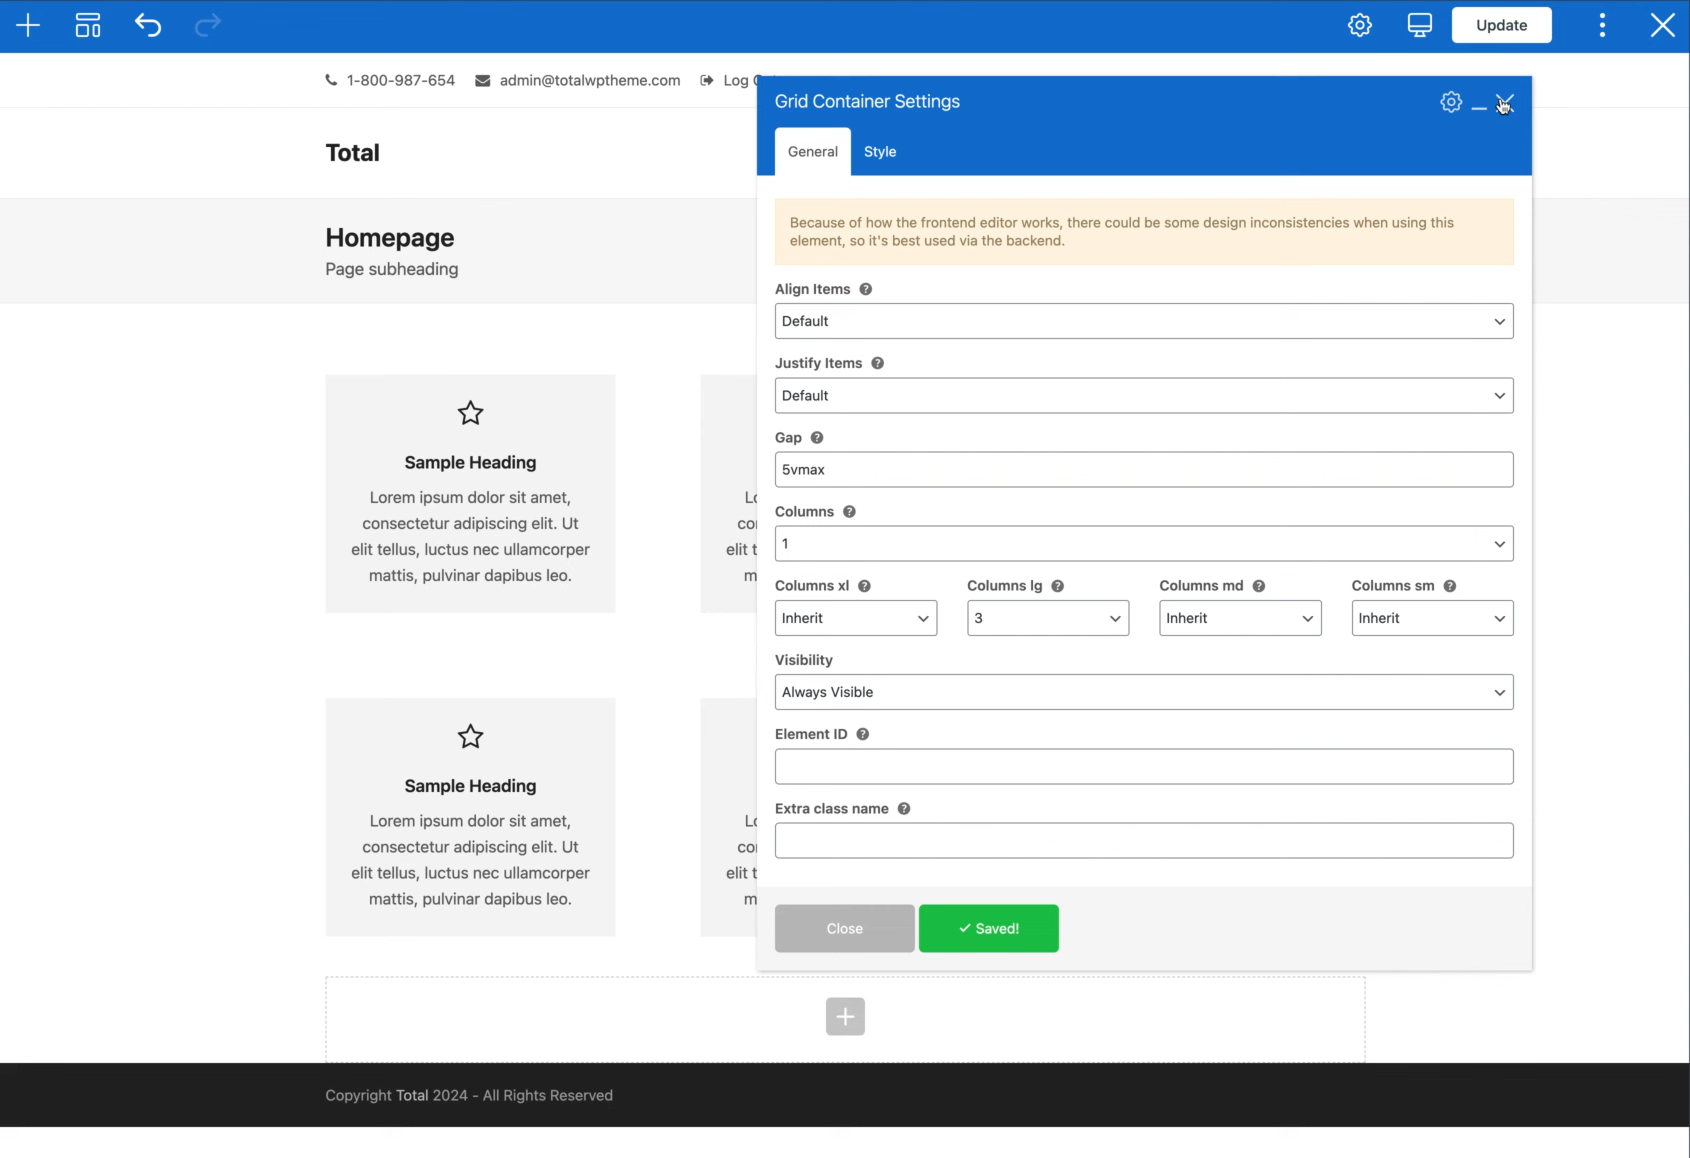 Update
1-800-987-654 admin@totalwptheme.com Log
Total
Homepage
Page subheading
Sample Heading
Lorem ipsum dolor sit amet,
consectetur adipiscing elit. Ut
elit tellus, luctus nec ullamcorper
mattis, pulvinar dapibus leo.
Sample Heading
Lorem ipsum dolor sit amet,
consectetur adipiscing elit. Ut
elit tellus, luctus nec ullamcorper
mattis, pulvinar dapibus leo.
Grid Container Settings
General Style
Because of how the frontend editor works, there could be some design inconsistencies when using this
element, so it's best used via the backend.
Align Items
Default
Justify Items
Default
Gap
5vmax
Columns
1
Columns xl Columns lg Columns md Columns sm
Inherit 3 Inherit Inherit
Visibility
Always Visible
Element ID
Extra class name
Close Saved!
Copyright Total 2024 - All Rights Reserved